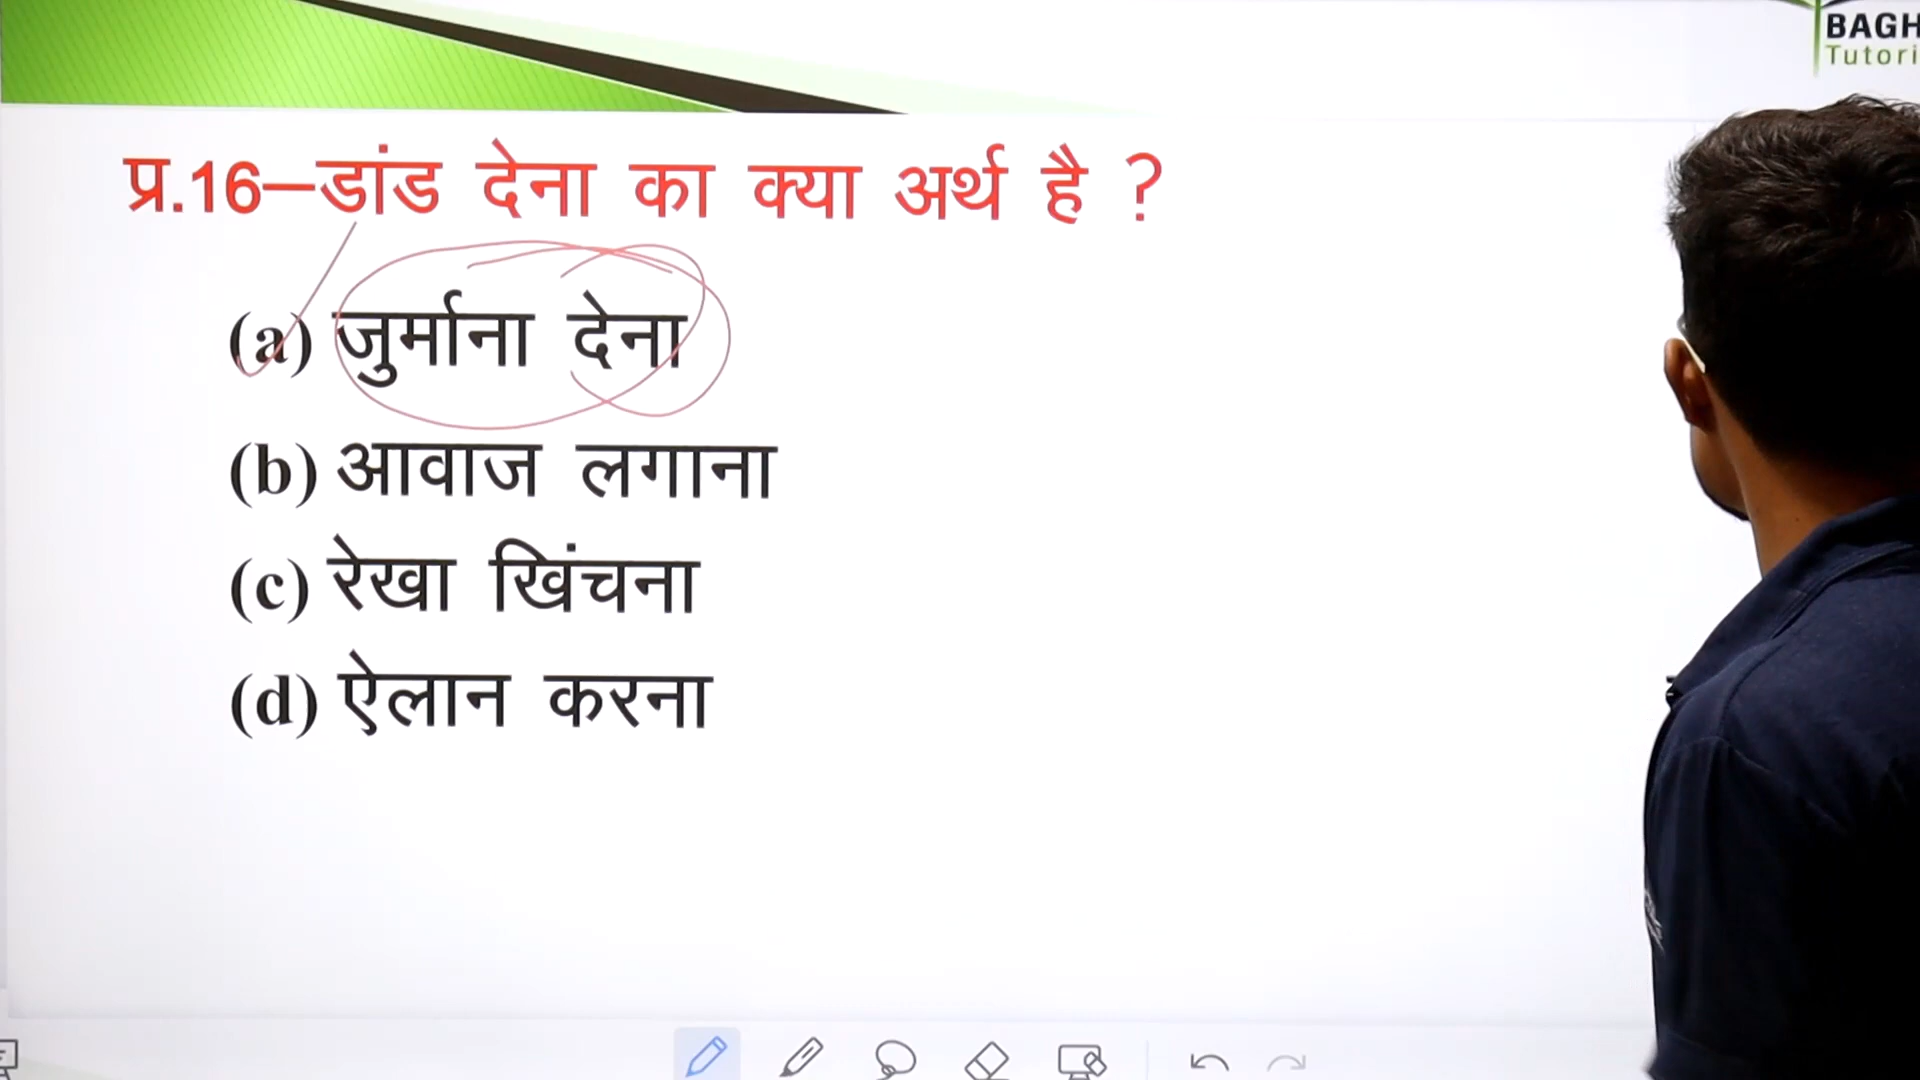 BAGH
Tutori
प्र.16–डांड देना का क्या अर्थ है ?
(a) जुर्माना देना
(b) आवाज लगाना
(c) रेखा खिंचना
(d) ऐलान करना